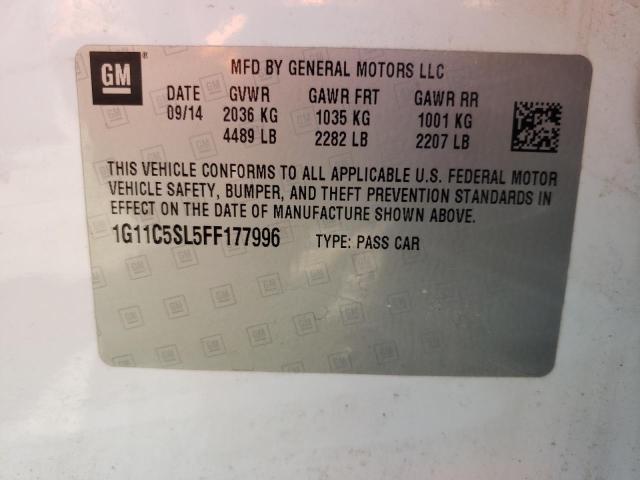 GM
MFD BY GENERAL MOTORS LLC
DATE GVWR GAWR FRT GAWR RR
09/14 2036 KG 1035 KG 1001 KG
4489 LB 2282 LB 2207 LB
THIS VEHICLE CONFORMS TO ALL APPLICABLE U.S. FEDERAL MOTOR
VEHICLE SAFETY, BUMPER, AND THEFT PREVENTION STANDARDS IN
EFFECT ON THE DATE OF MANUFACTURE SHOWN ABOVE.
1G11C5SL5FF177996 TYPE: PASS CAR